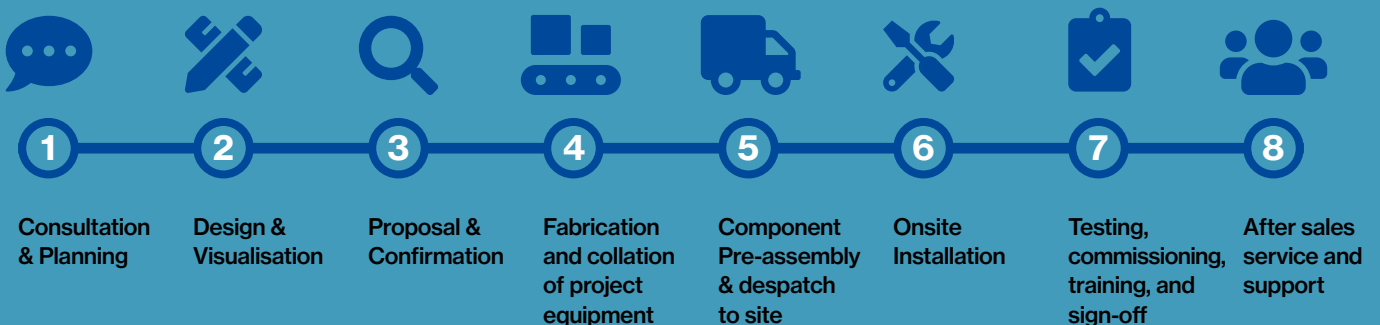 1
2
3
4
5
6
7
8
Consultation
& Planning
Design &
Visualisation
Proposal &
Confirmation
Fabrication
and collation
of project
equipment
Component
Pre-assembly
& despatch
to site
Onsite
Installation
Testing,
commissioning,
training, and
sign-off
After sales
service and
support